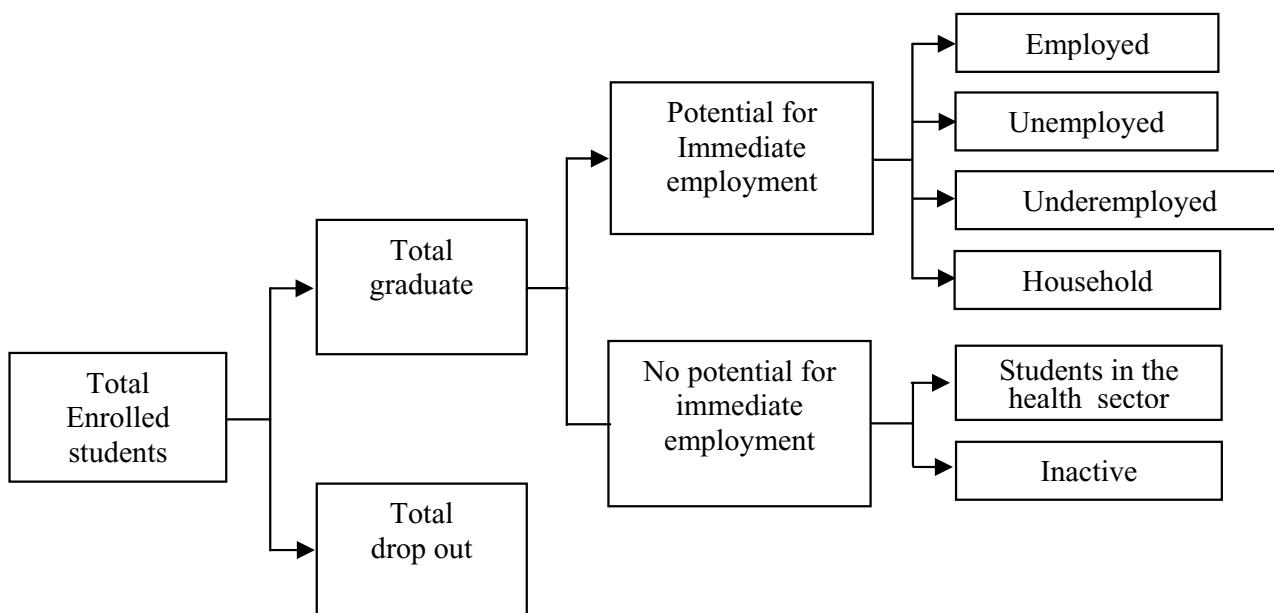 Total
Enrolled
students
Total
graduate
Total
drop out
Potential for
Immediate
employment
No potential for
immediate
employment
Employed
Unemployed
Underemployed
Household
Students in the
health sector
Inactive